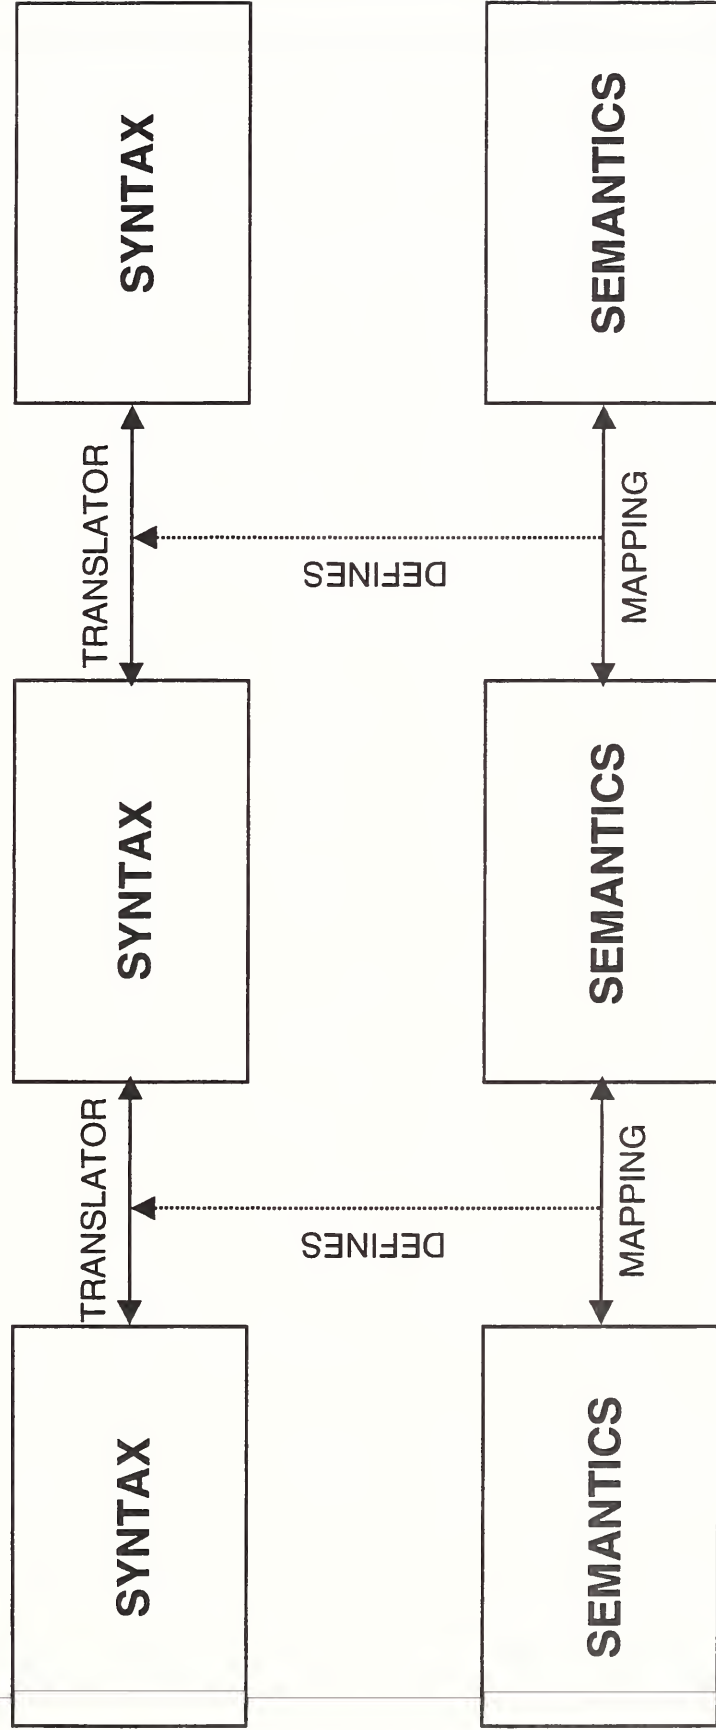 TRANSLATOR
TRANSLATOR
SYNTAX
SYNTAX
SYNTAX
DEFINES
DEFINES
SEMANTICS
SEMANTICS
SEMANTICS
MAPPING
MAPPING